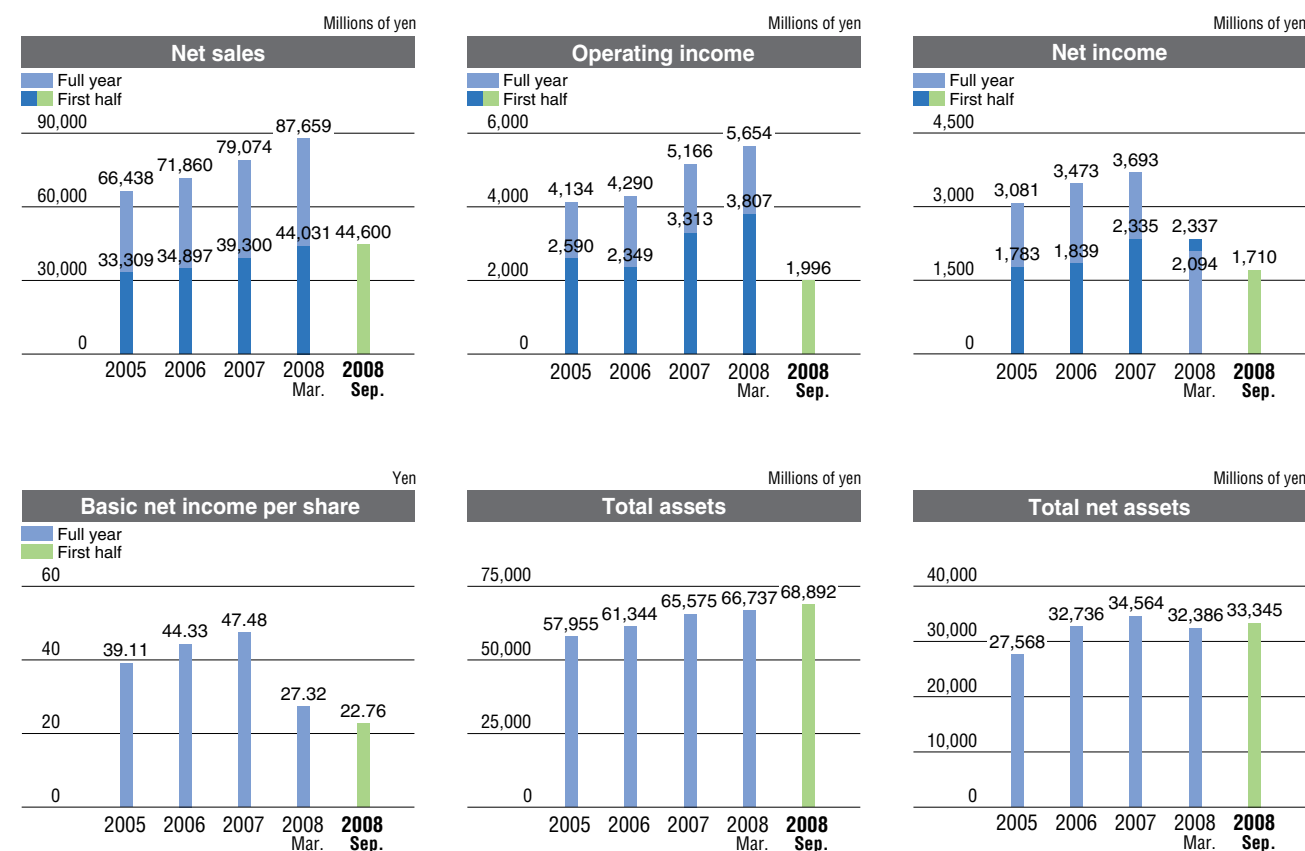 Millions of yen
Net sales
Full year
First half
90,000
60,000
30,000
0
66,438
71,860
79,074
87,659
33,309
34,897
39,300
44,031
44,600
2005 2006 2007 2008 2008
Mar. Sep.
Millions of yen
Operating income
Full year
First half
6,000
4,000
2,000
0
4,134
4,290
5,166
5,654
2,590
2,349
3,313
3,807
1,996
2005 2006 2007 2008 2008
Mar. Sep.
Millions of yen
Net income
Full year
First half
4,500
3,000
1,500
0
3,081
3,473
3,693
2,337
1,783
1,839
2,335
2,094
1,710
2005 2006 2007 2008 2008
Mar. Sep.
Yen
Basic net income per share
Full year
First half
60
40
20
0
39.11
44.33
47.48
27.32
22.76
2005 2006 2007 2008 2008
Mar. Sep.
Millions of yen
Total assets
75,000
50,000
25,000
0
57,955
61,344
65,575
66,737
68,892
2005 2006 2007 2008 2008
Mar. Sep.
Millions of yen
Total net assets
40,000
30,000
20,000
10,000
0
27,568
32,736
34,564
32,386
33,345
2005 2006 2007 2008 2008
Mar. Sep.